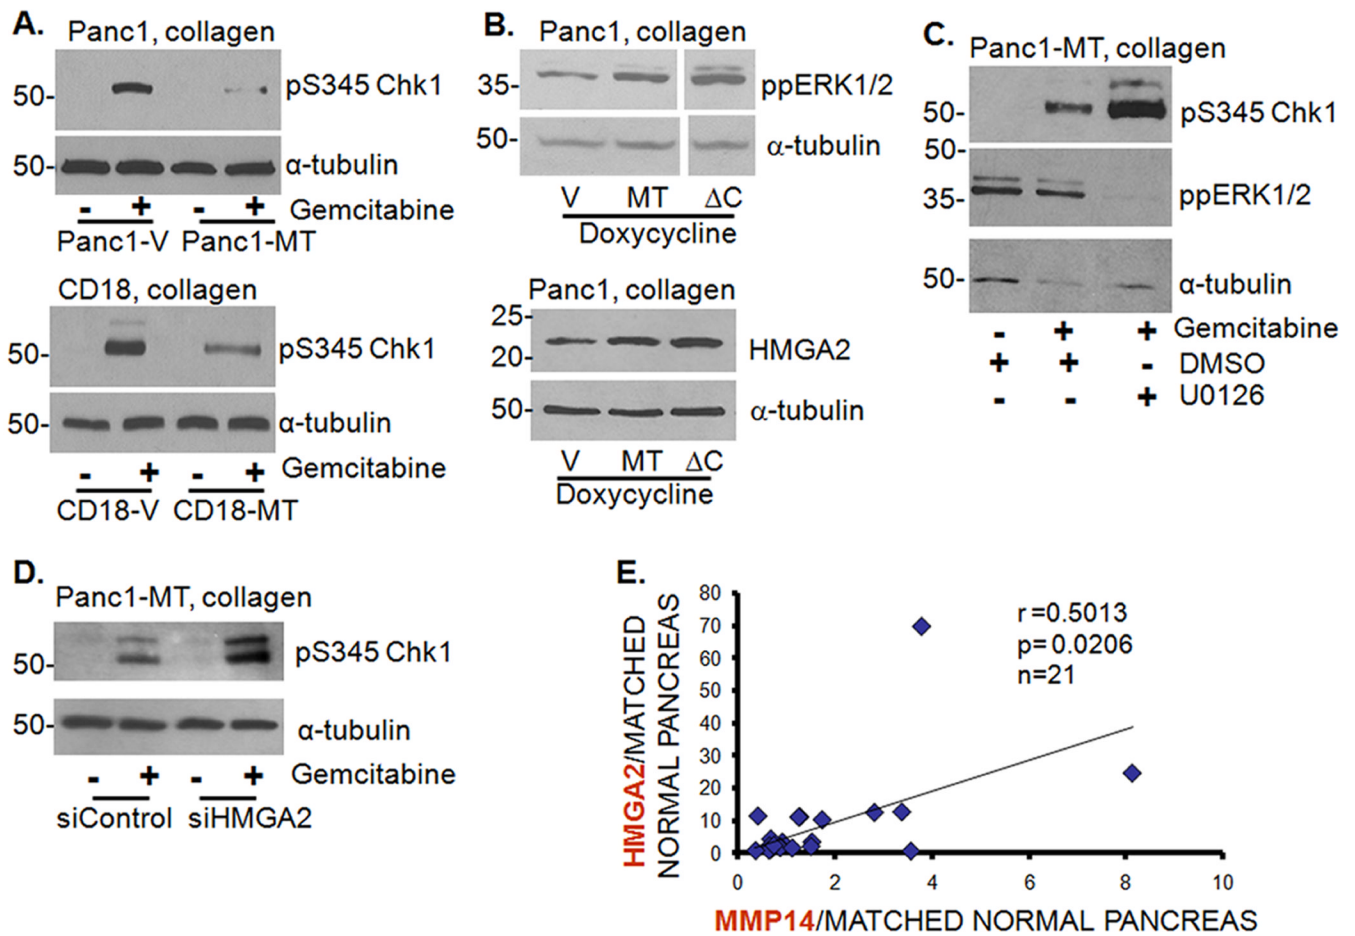 A.
Panc1, collagen
50-
pS345 Chk1
50-
α-tubulin
- + - + Gemcitabine
Panc1-V Panc1-MT
CD18, collagen
50-
pS345 Chk1
50-
α-tubulin
- + - + Gemcitabine
CD18-V CD18-MT
B.
Panc1, collagen
35-
ppERK1/2
50-
α-tubulin
V MT ΔC
Doxycycline
Panc1, collagen
25-
20-
HMGA2
50-
α-tubulin
V MT ΔC
Doxycycline
C.
Panc1-MT, collagen
50-
pS345 Chk1
50-
35-
ppERK1/2
50-
α-tubulin
- + + Gemcitabine
+ + - DMSO
- - + U0126
D.
Panc1-MT, collagen
50-
pS345 Chk1
50-
α-tubulin
- + - + Gemcitabine
siControl siHMGA2
E.
HMGA2/MATCHED
NORMAL PANCREAS
80
70
60
50
40
30
20
10
0
r=0.5013
p=0.0206
n=21
0 2 4 6 8 10
MMP14/MATCHED NORMAL PANCREAS